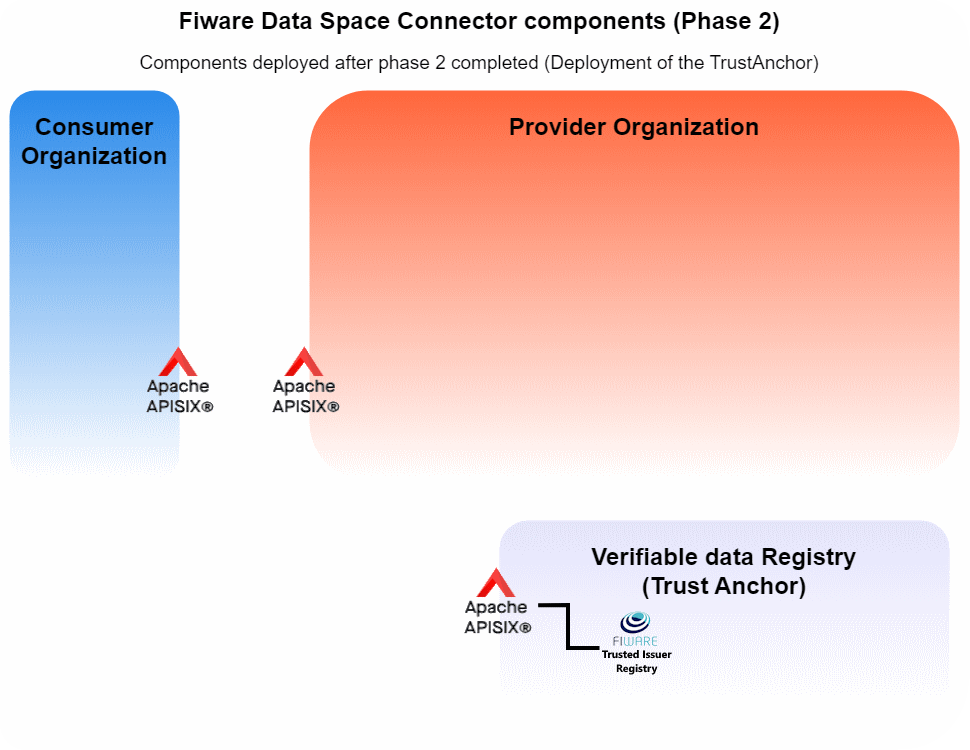 Fiware Data Space Connector components (Phase 2)
Components deployed after phase 2 completed (Deployment of the TrustAnchor)
Consumer
Organization
Provider Organization
Apache
APISIX®
Apache
APISIX®
Verifiable data Registry
(Trust Anchor)
Apache
APISIX®
FIWARE
Trusted Issuer
Registry